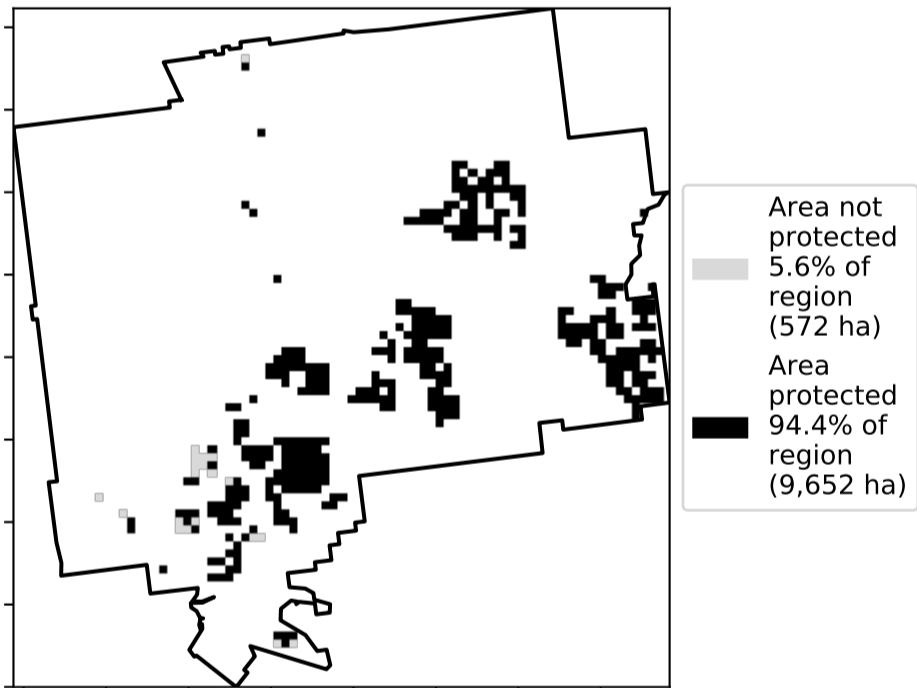 Area not
protected
5.6% of
region
(572 ha)
Area
protected
94.4% of
region
(9,652 ha)